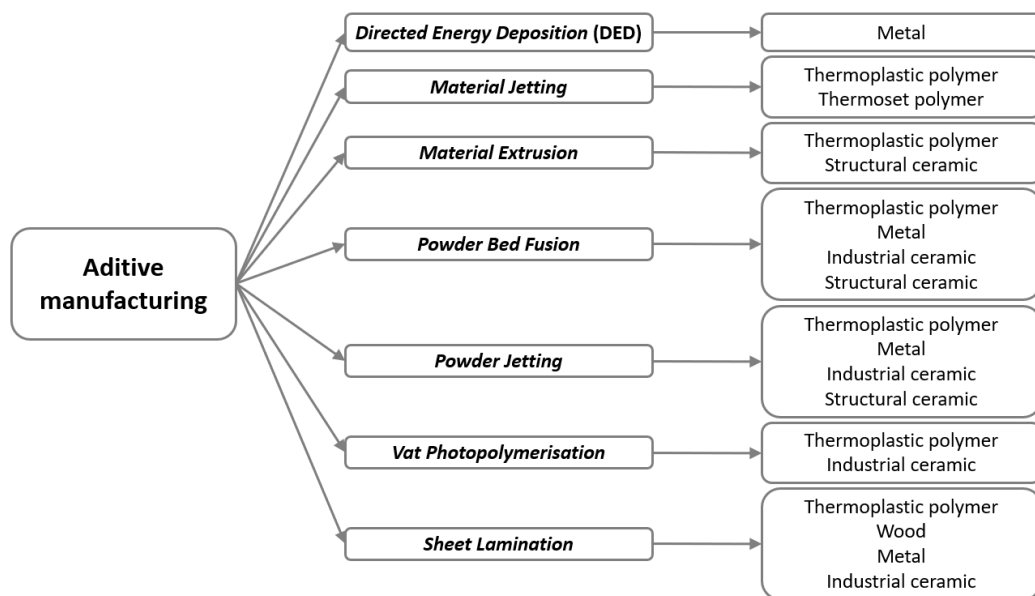 Aditive
manufacturing
Directed Energy Deposition (DED)
Metal
Material Jetting
Thermoplastic polymer
Thermoset polymer
Material Extrusion
Thermoplastic polymer
Structural ceramic
Powder Bed Fusion
Thermoplastic polymer
Metal
Industrial ceramic
Structural ceramic
Powder Jetting
Thermoplastic polymer
Metal
Industrial ceramic
Structural ceramic
Vat Photopolymerisation
Thermoplastic polymer
Industrial ceramic
Sheet Lamination
Thermoplastic polymer
Wood
Metal
Industrial ceramic